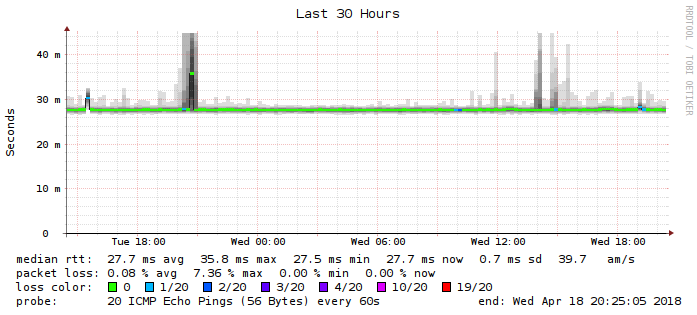 Last 30 Hours
RRDTOOL / TOBI OETIKER
Seconds
40 m
30 m
20 m
10 m
0
Tue 18:00 Wed 00:00 Wed 06:00 Wed 12:00 Wed 18:00
median rtt: 27.7 ms avg 35.8 ms max 27.5 ms min 27.7 ms now 0.7 ms sd 39.7 am/s
packet loss: 0.08 % avg 7.36 % max 0.00 % min 0.00 % now
loss color: 0 1/20 2/20 3/20 4/20 10/20 19/20
probe: 20 ICMP Echo Pings (56 Bytes) every 60s end: Wed Apr 18 20:25:05 2018